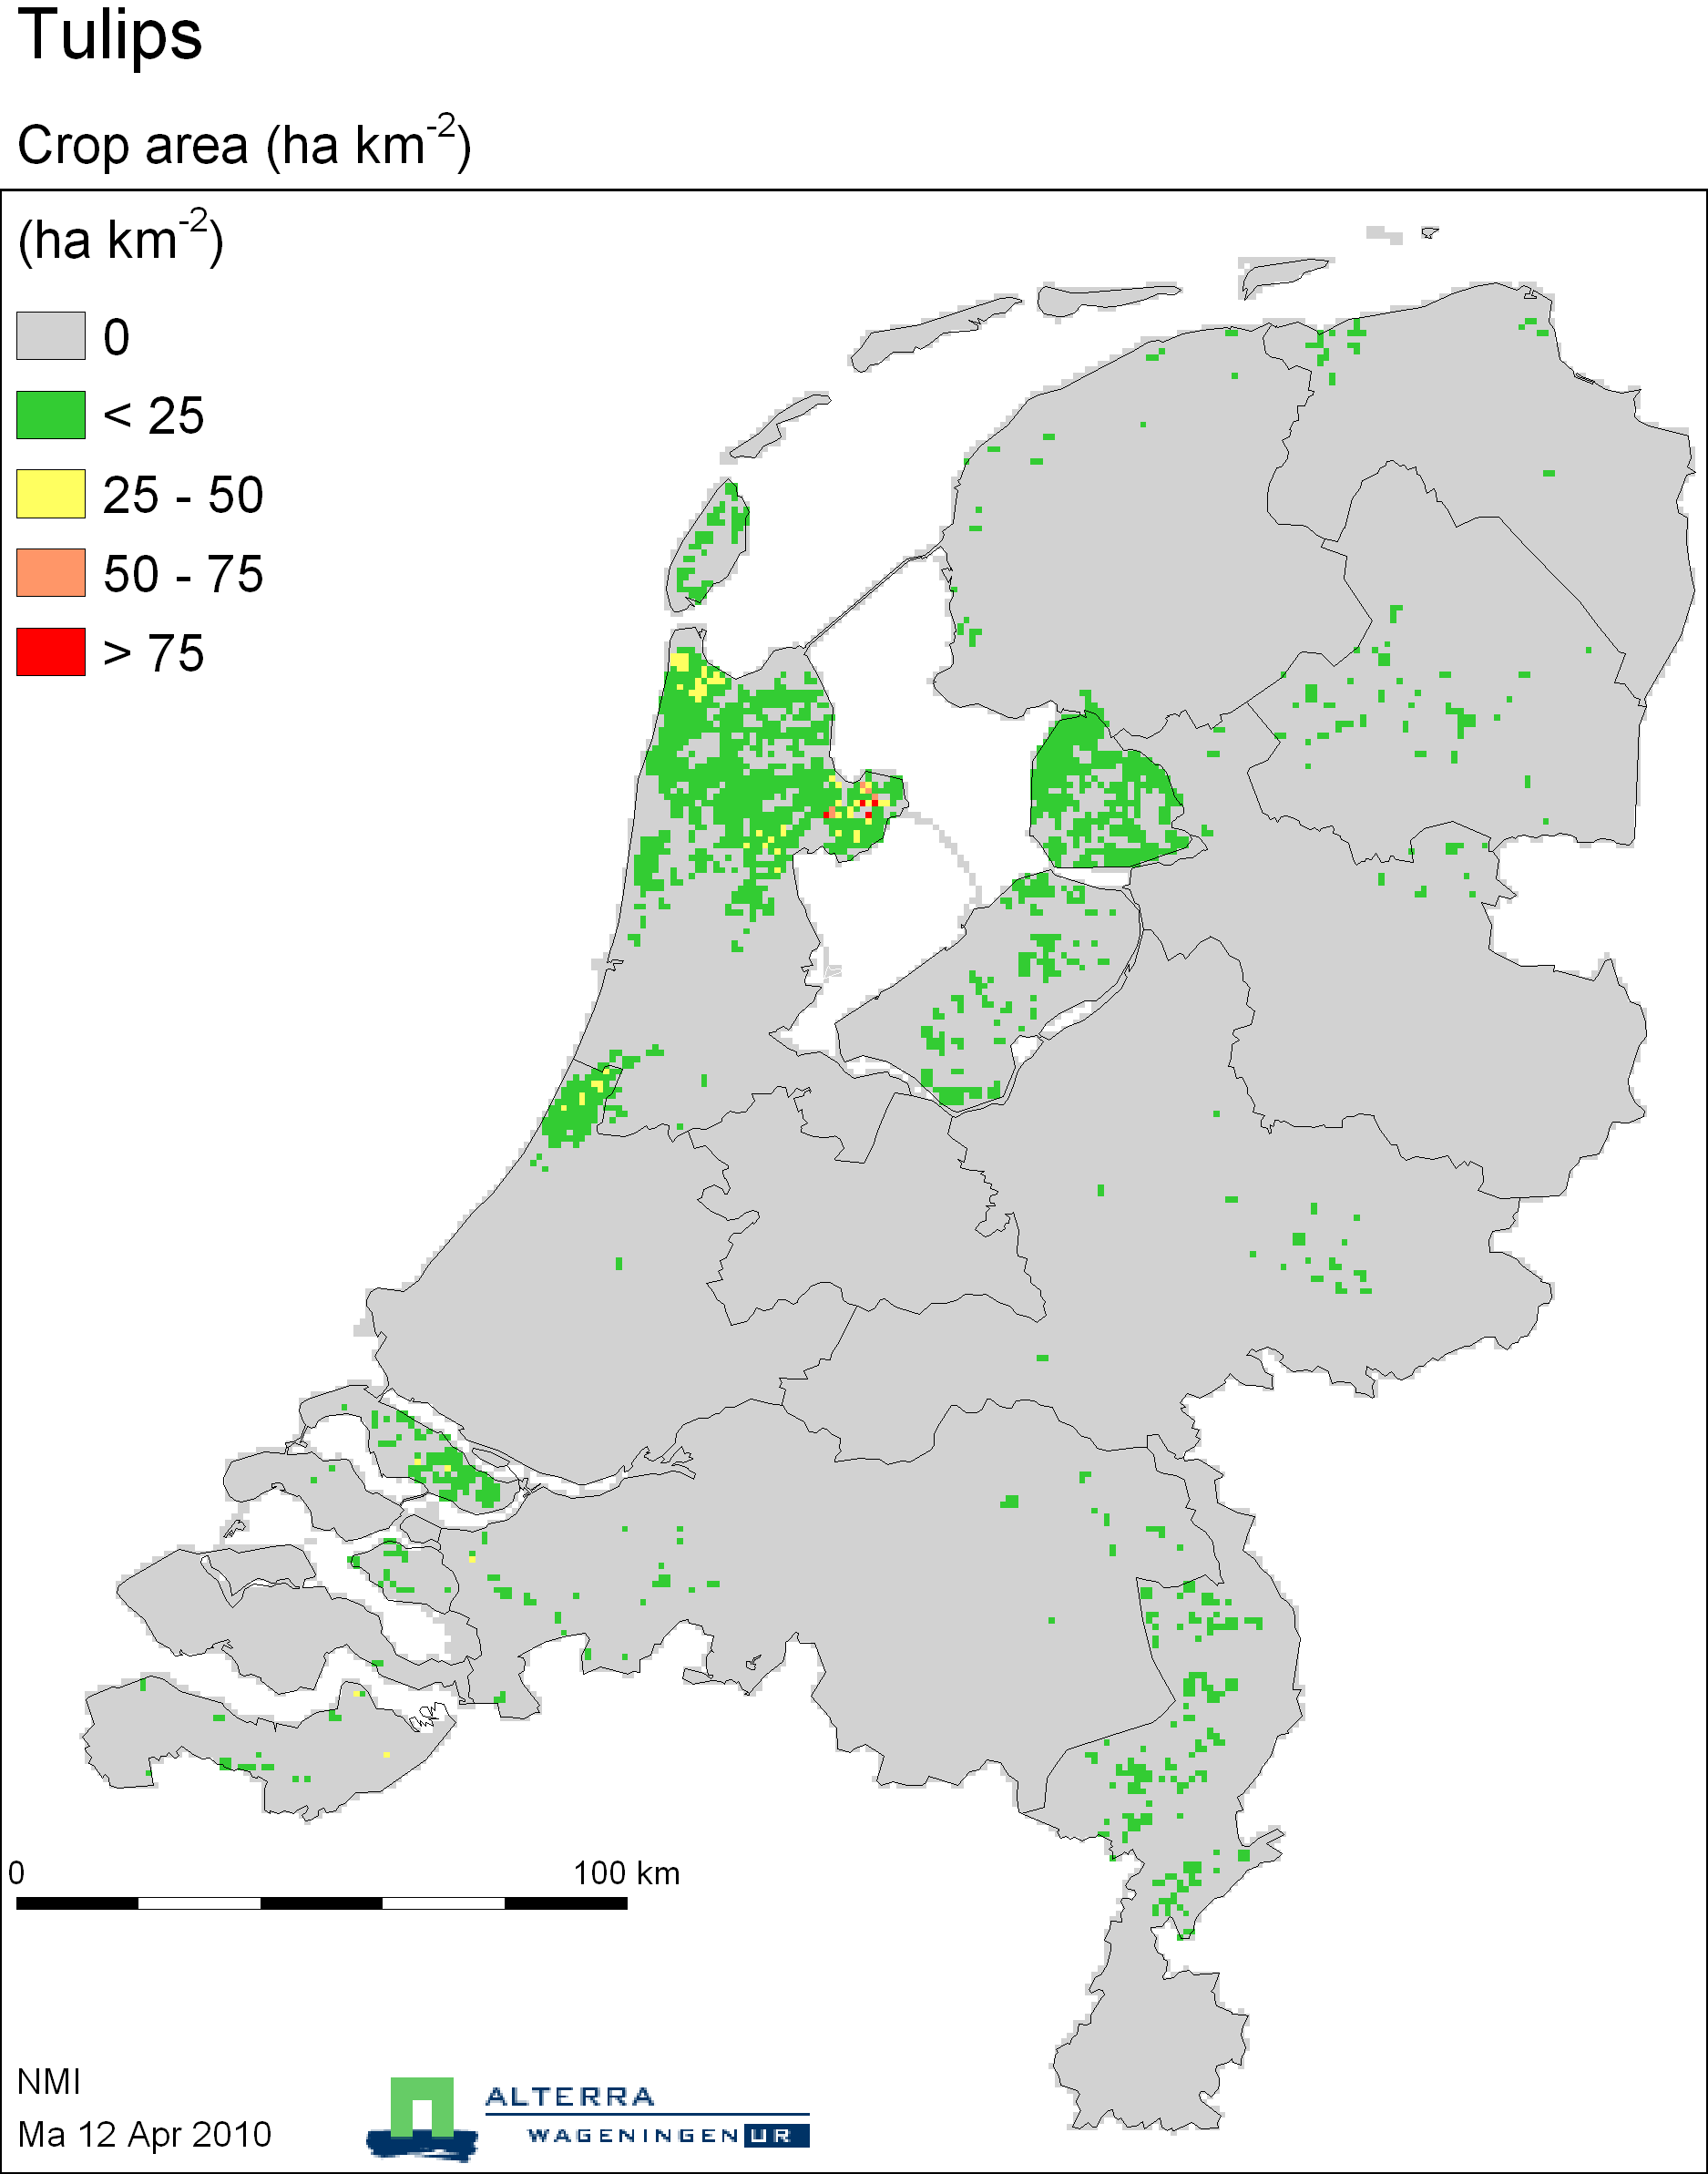 Tulips
Crop area (ha km-2)
(ha km-2)
0
< 25
25 - 50
50 - 75
> 75
0 100 km
NMI
Ma 12 Apr 2010
ALTERRA
WAGENINGEN UR